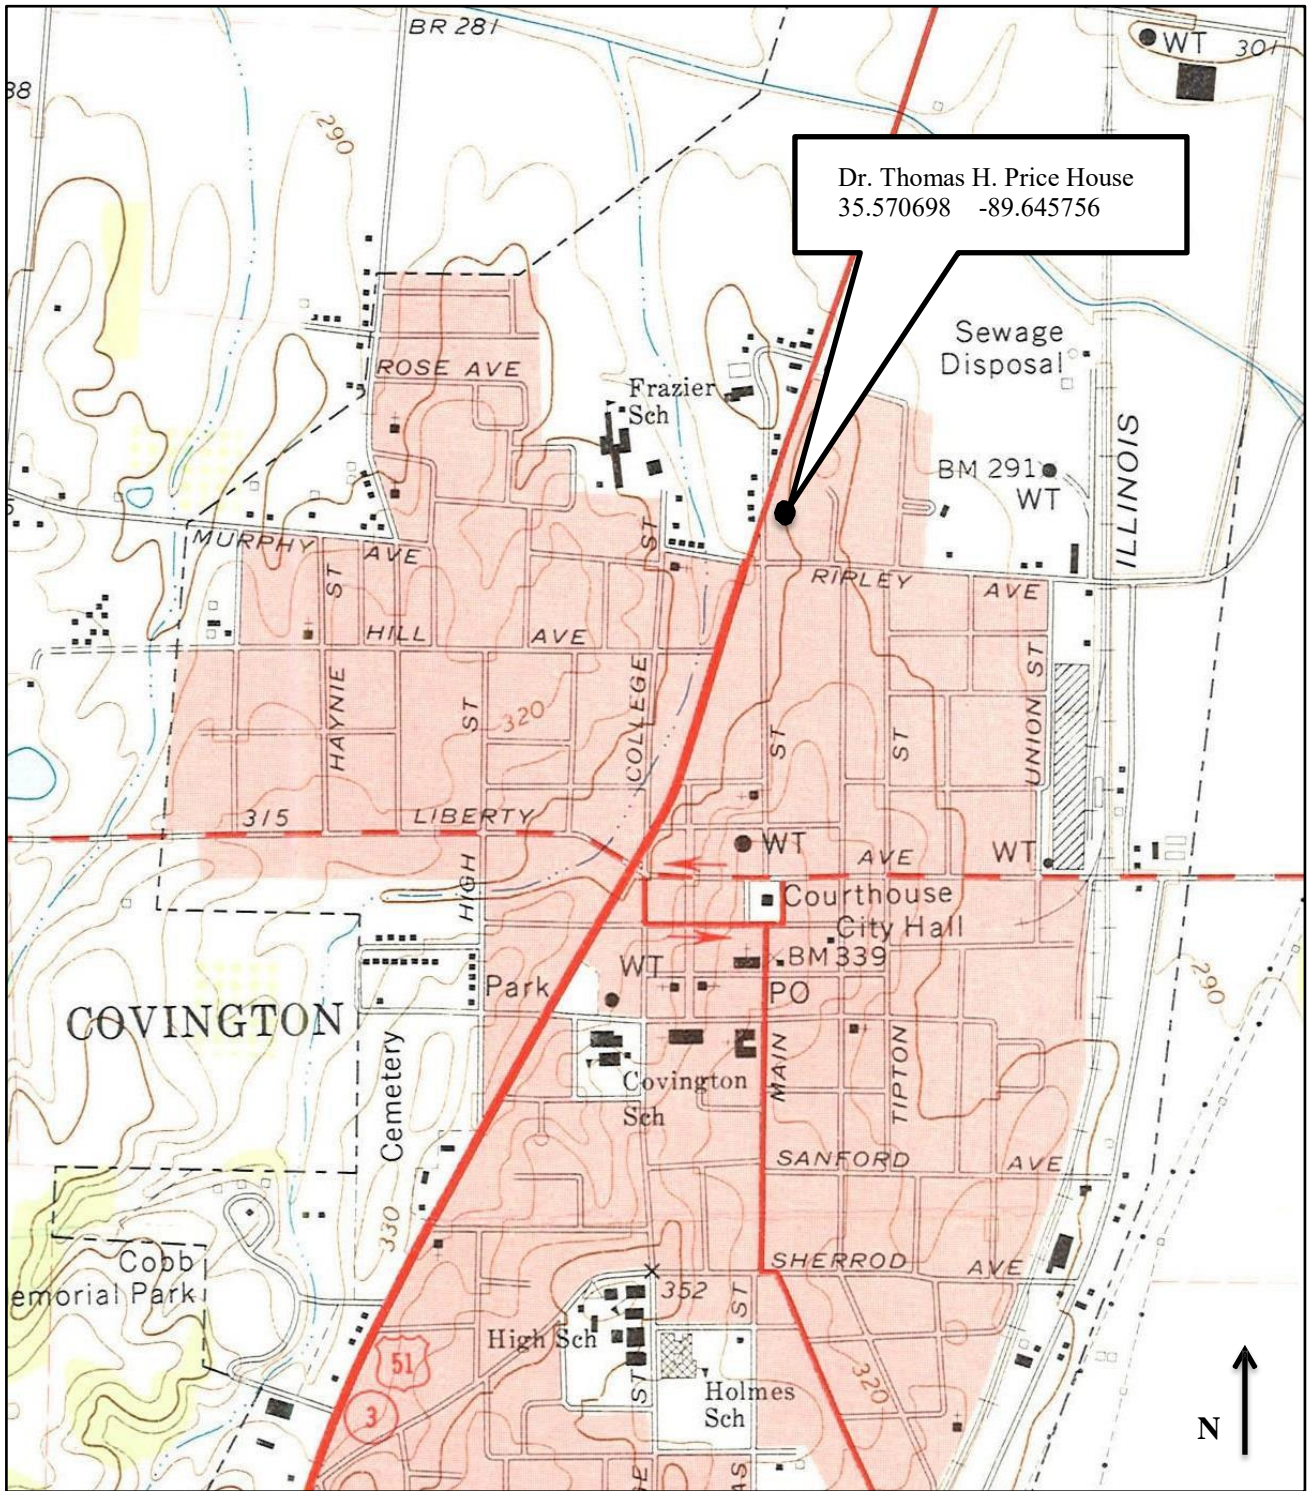 BR 281
WT
301
88
290
Dr. Thomas H. Price House
35.570698 -89.645756
Sewage
Disposal
ROSE AVE
Frazier
Sch
BM 291
WT
ILLINOIS
MURPHY AVE
ST
ST
RIPLEY AVE
HILL AVE
HAYNIE
ST
320
COLLEGE
ST
ST
UNION ST
315
LIBERTY
WT
AVE
WT
HIGH
Courthouse
City Hall
BM 339
WT
Park
PO
290
COVINGTON
Cemetery
MAIN
TIPTON
Covington
Sch
SANFORD AVE
330
SHERROD AVE
Cobb
emorial Park
352
ST
High Sch
51
3
ST
Holmes
Sch
320
N
GE
AS